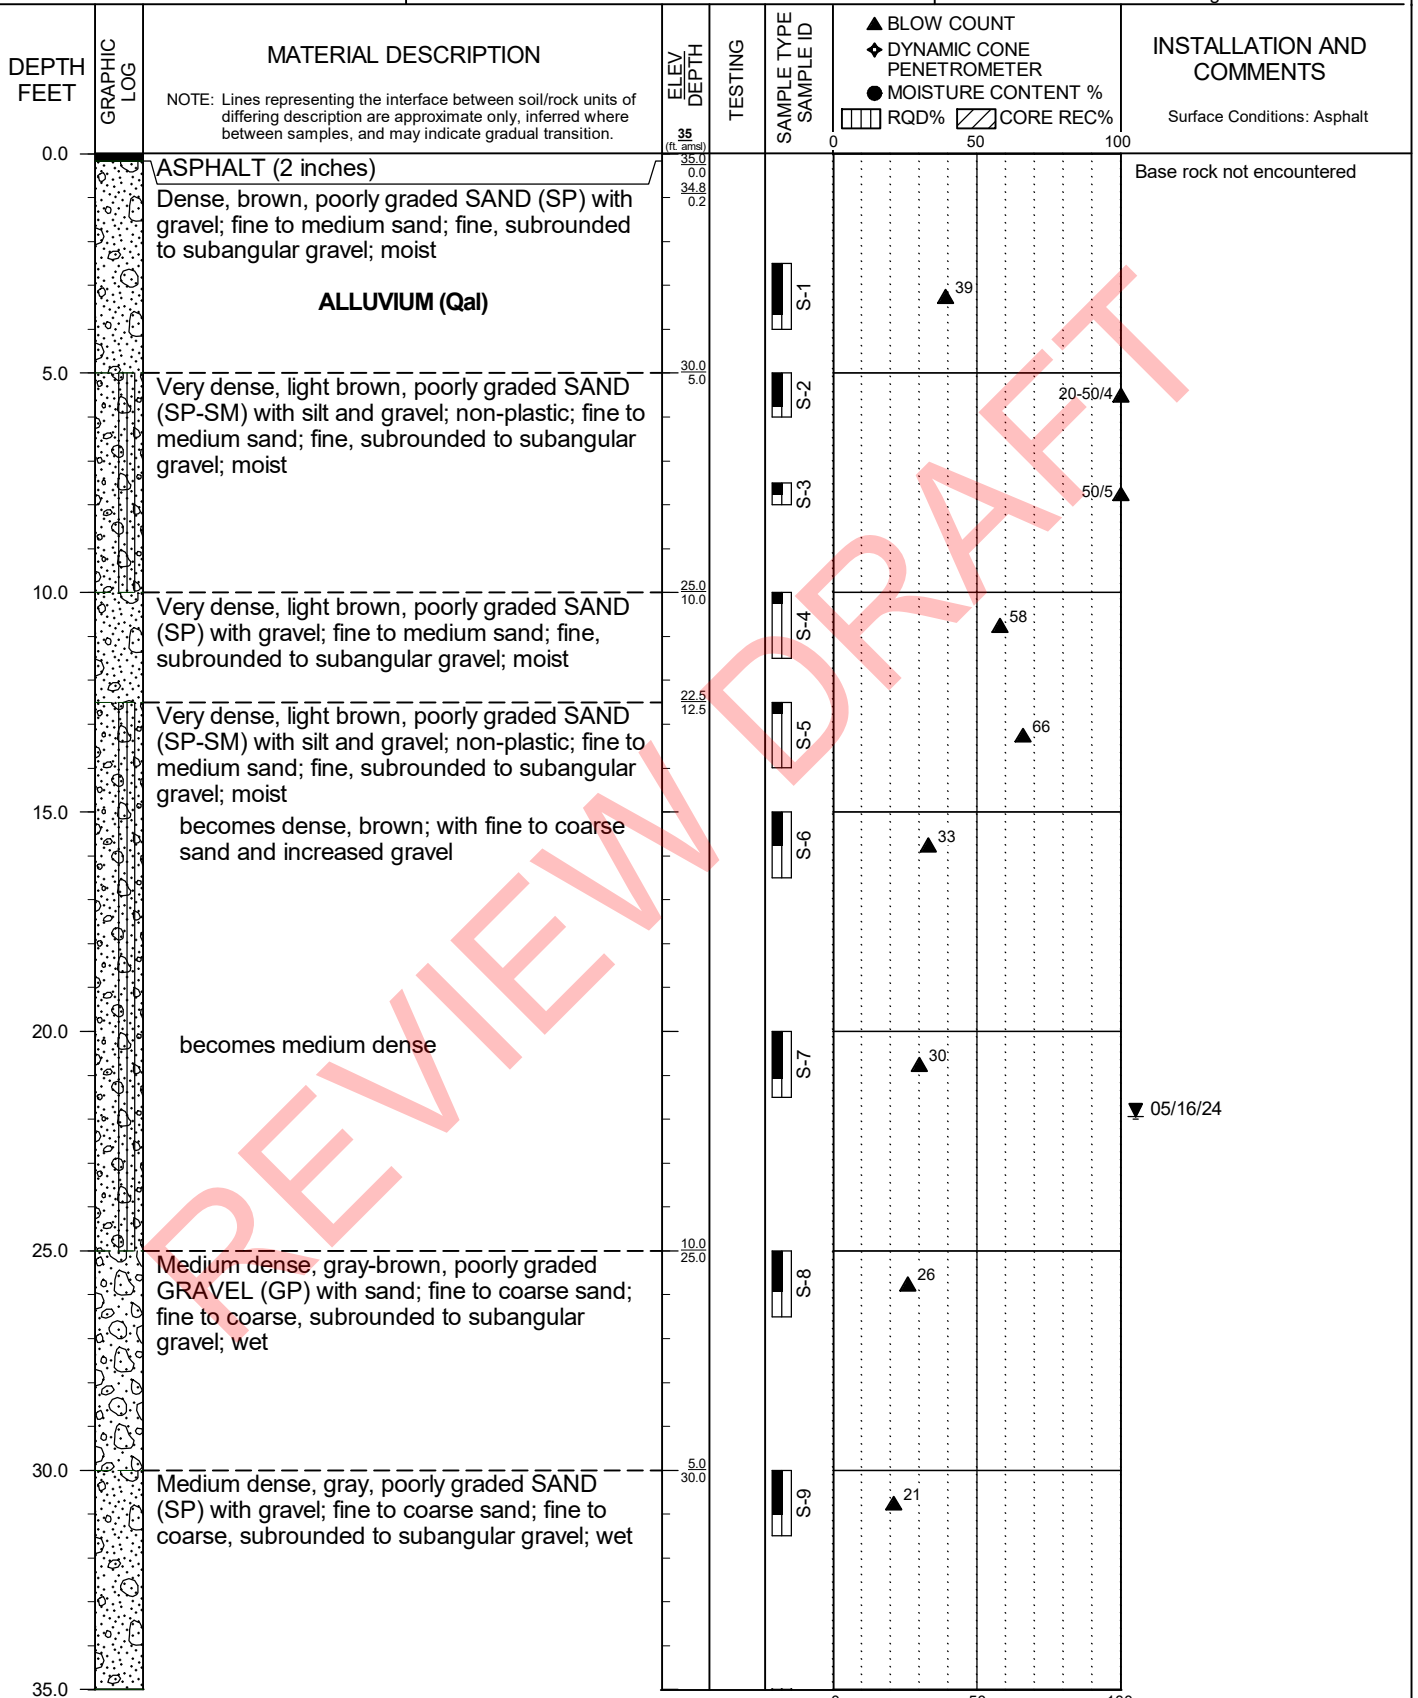 DEPTH
FEET
GRAPHIC
LOG
MATERIAL DESCRIPTION
NOTE: Lines representing the interface between soil/rock units of
differing description are approximate only, inferred where
between samples, and may indicate gradual transition.
ELEV
DEPTH
35
(ft. amsl)
TESTING
SAMPLE TYPE
SAMPLE ID
▲ BLOW COUNT
DYNAMIC CONE
PENETROMETER
● MOISTURE CONTENT %
RQD% CORE REC%
0 50 100
INSTALLATION AND
COMMENTS
Surface Conditions: Asphalt
0.0
ASPHALT (2 inches)
35.0
0.0
Base rock not encountered
34.8
0.2
Dense, brown, poorly graded SAND (SP) with
gravel; fine to medium sand; fine, subrounded
to subangular gravel; moist
ALLUVIUM (Qal)
S-1
39
5.0
30.0
5.0
Very dense, light brown, poorly graded SAND
(SP-SM) with silt and gravel; non-plastic; fine to
medium sand; fine, subrounded to subangular
gravel; moist
S-2
20-50/4
S-3
50/5
10.0
25.0
10.0
Very dense, light brown, poorly graded SAND
(SP) with gravel; fine to medium sand; fine,
subrounded to subangular gravel; moist
S-4
58
22.5
12.5
Very dense, light brown, poorly graded SAND
(SP-SM) with silt and gravel; non-plastic; fine to
medium sand; fine, subrounded to subangular
gravel; moist
S-5
66
15.0
becomes dense, brown; with fine to coarse
sand and increased gravel
S-6
33
20.0
becomes medium dense
S-7
30
05/16/24
25.0
10.0
25.0
Medium dense, gray-brown, poorly graded
GRAVEL (GP) with sand; fine to coarse sand;
fine to coarse, subrounded to subangular
gravel; wet
S-8
26
30.0
5.0
30.0
Medium dense, gray, poorly graded SAND
(SP) with gravel; fine to coarse sand; fine to
coarse, subrounded to subangular gravel; wet
S-9
21
35.0
0 50 100
REVIEW DRAFT